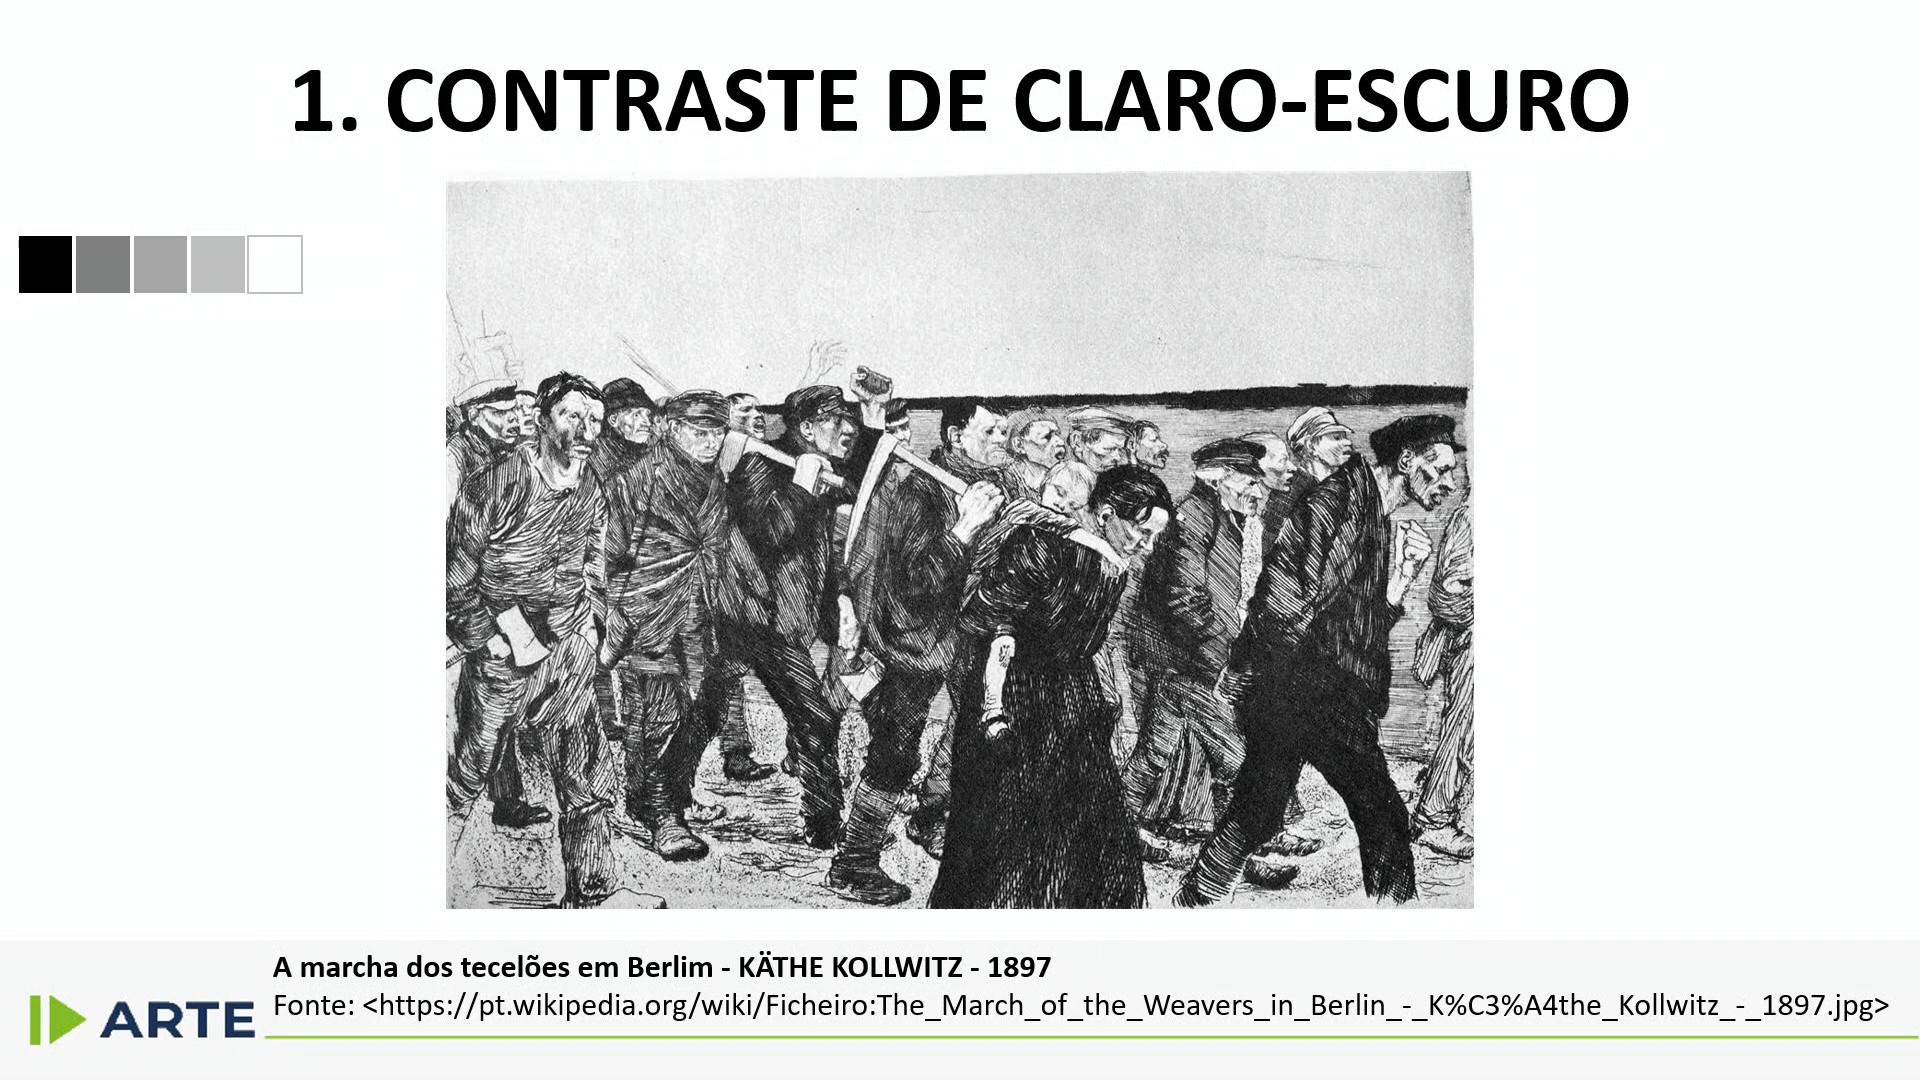 1. CONTRASTE DE CLARO-ESCURO
A marcha dos tecelões em Berlim - KÄTHE KOLLWITZ - 1897
Fonte: <https://pt.wikipedia.org/wiki/Ficheiro:The_March_of_the_Weavers_in_Berlin_-_K%C3%A4the_Kollwitz_-_1897.jpg>
ARTE